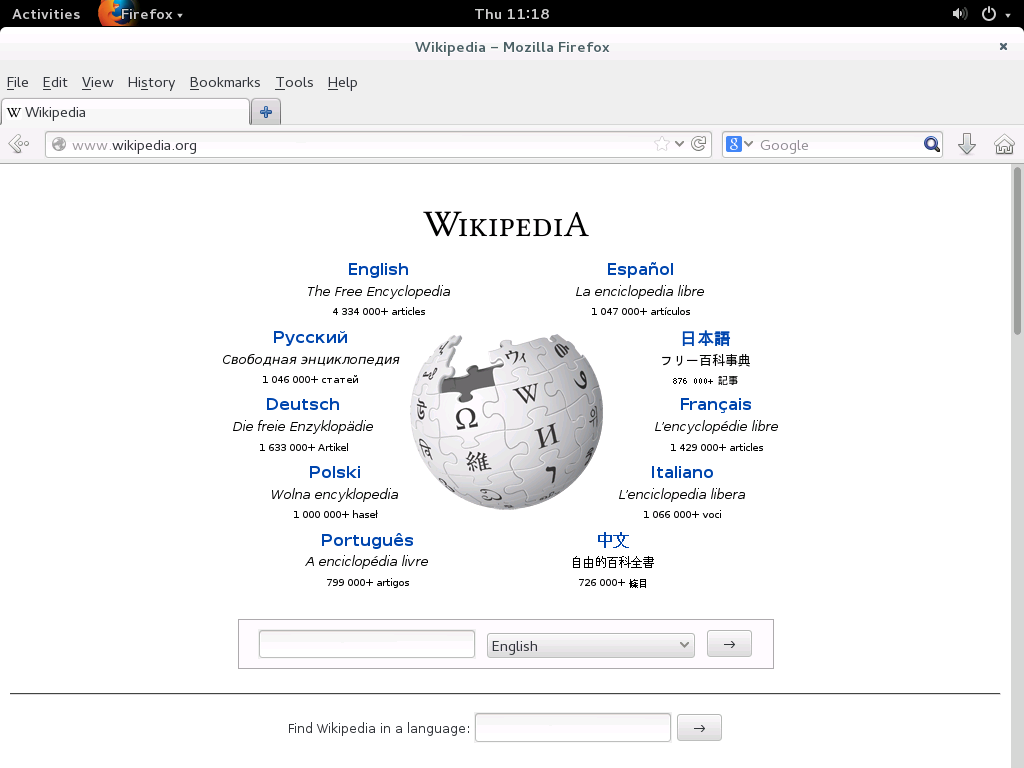 Activities Firefox Thu 11:18
Wikipedia – Mozilla Firefox
File Edit View History Bookmarks Tools Help
W Wikipedia
www.wikipedia.org 8 Google
WIKIPEDIA
English
The Free Encyclopedia
4 334 000+ articles
Español
La enciclopedia libre
1 047 000+ artículos
Русский
Свободная энциклопедия
1 046 000+ статей
日本語
フリー百科事典
876 000+ 記事
Deutsch
Die freie Enzyklopädie
1 633 000+ Artikel
Français
L'encyclopédie libre
1 429 000+ articles
Polski
Wolna encyklopedia
1 000 000+ haseł
Italiano
L'enciclopedia libera
1 066 000+ voci
Português
A enciclopédia livre
799 000+ artigos
中文
自由的百科全書
726 000+ 條目
Ω W И 維 ウィ 7
English →
Find Wikipedia in a language: →